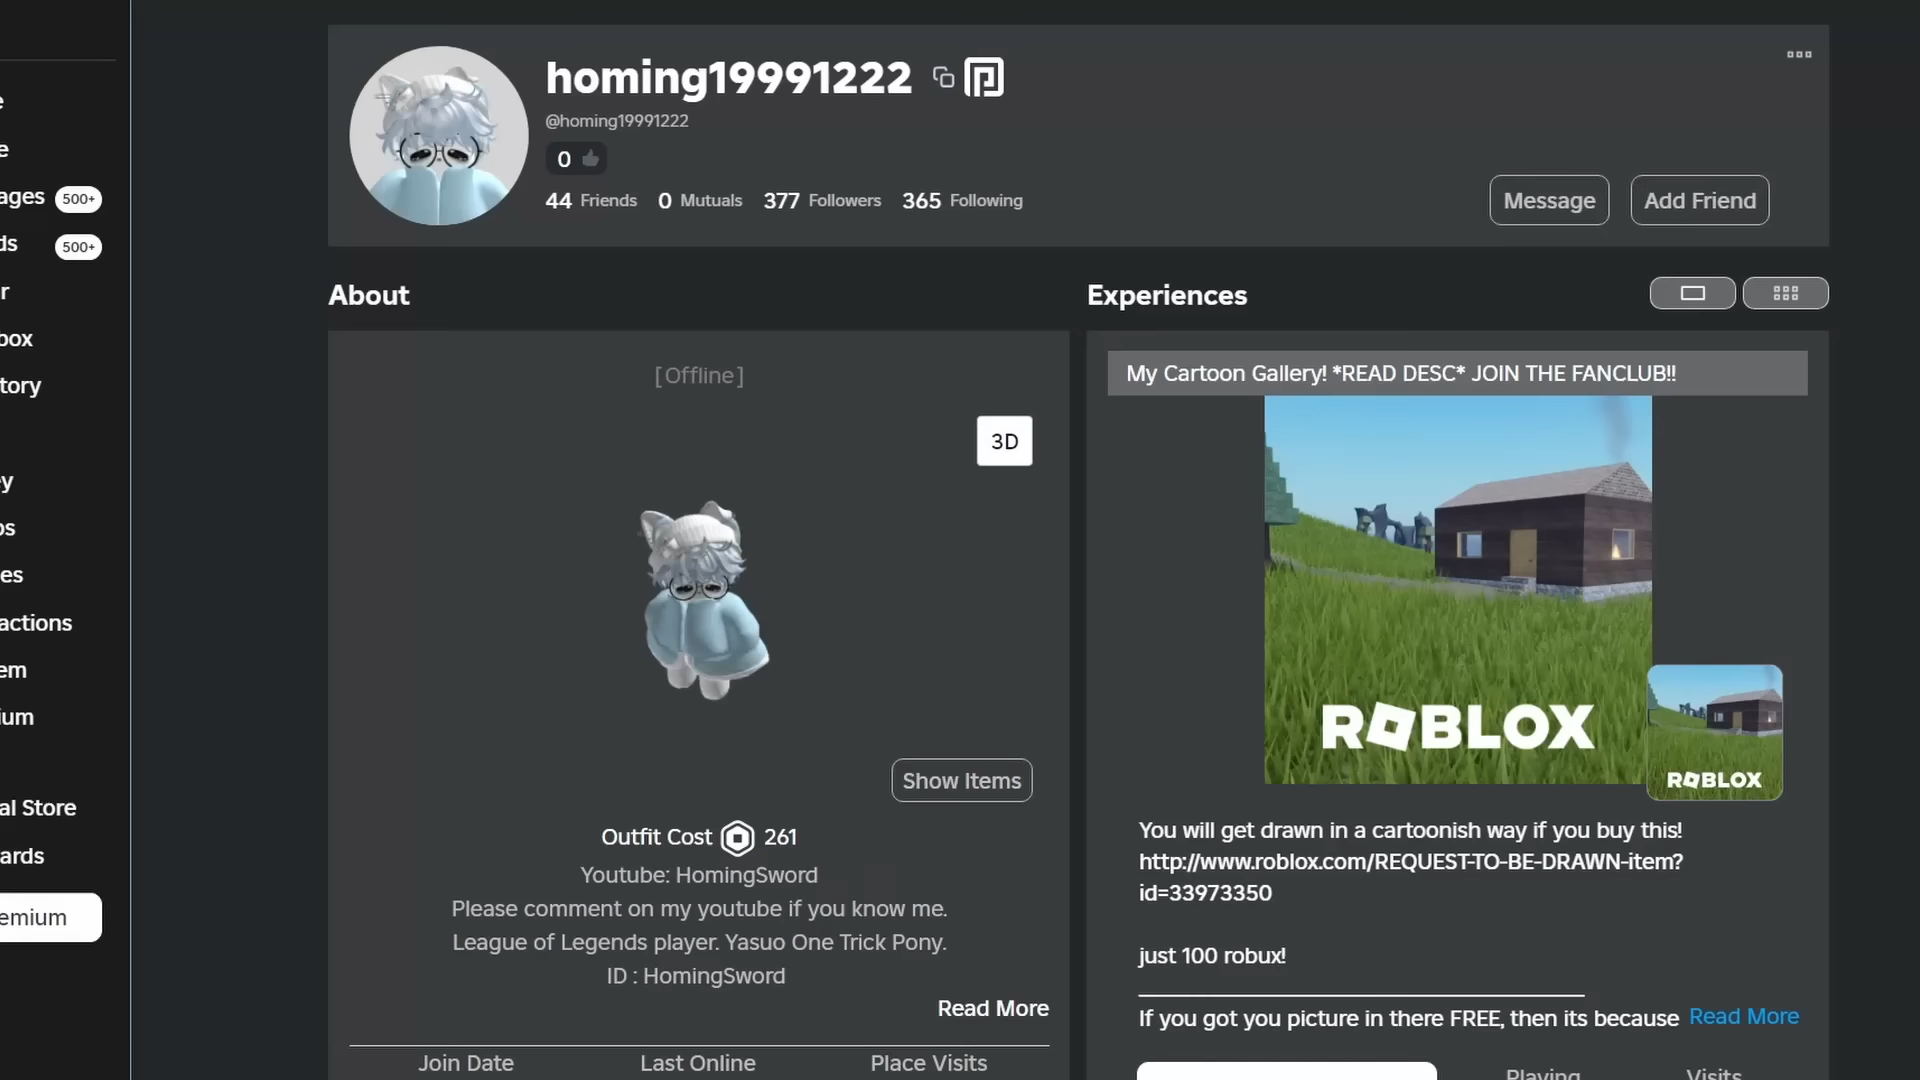 homing19991222
@homing19991222
0
44 Friends 0 Mutuals 377 Followers 365 Following
Message
Add Friend
e
e
ages 500+
ds 500+
r
box
tory
ey
os
es
actions
em
ium
al Store
ards
emium
About
[Offline]
3D
Show Items
Outfit Cost 261
Youtube: HomingSword
Please comment on my youtube if you know me.
League of Legends player. Yasuo One Trick Pony.
ID : HomingSword
Read More
Join Date Last Online Place Visits
Experiences
My Cartoon Gallery! *READ DESC* JOIN THE FANCLUB!!
ROBLOX
ROBLOX
You will get drawn in a cartoonish way if you buy this!
http://www.roblox.com/REQUEST-TO-BE-DRAWN-item?
id=33973350
just 100 robux!
If you got you picture in there FREE, then its because Read More
Playing Visits